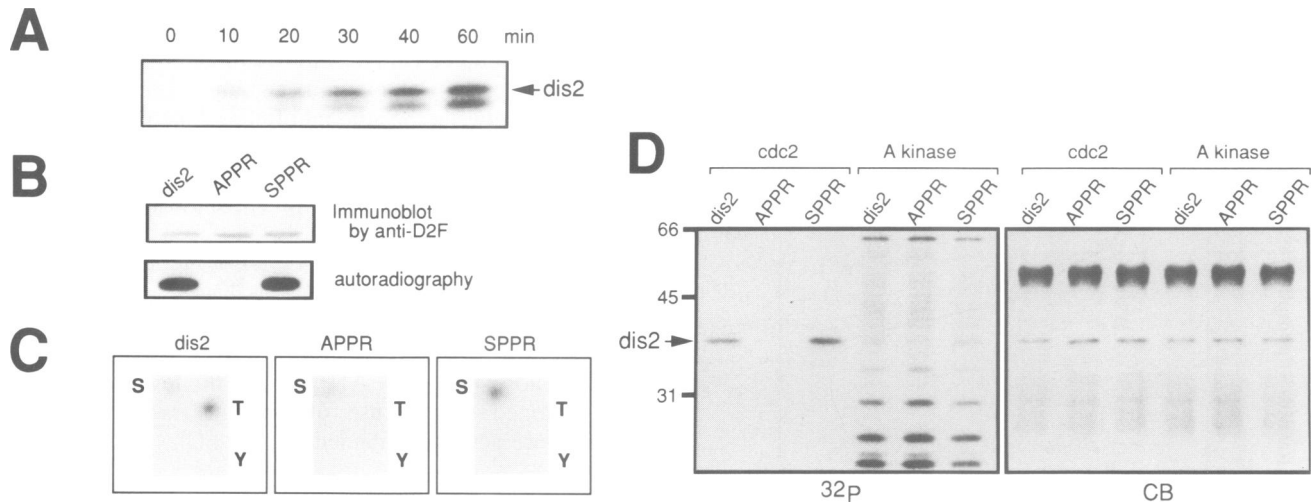 A
0 10 20 30 40 60 min
dis2
B
dis2 APPR SPPR
Immunoblot
by anti-D2F
autoradiography
C
dis2 APPR SPPR
S T Y
S T Y
S T Y
D
cdc2 A kinase cdc2 A kinase
dis2 APPR SPPR dis2 APPR SPPR dis2 APPR SPPR dis2 APPR SPPR
66
45
dis2
31
32P CB